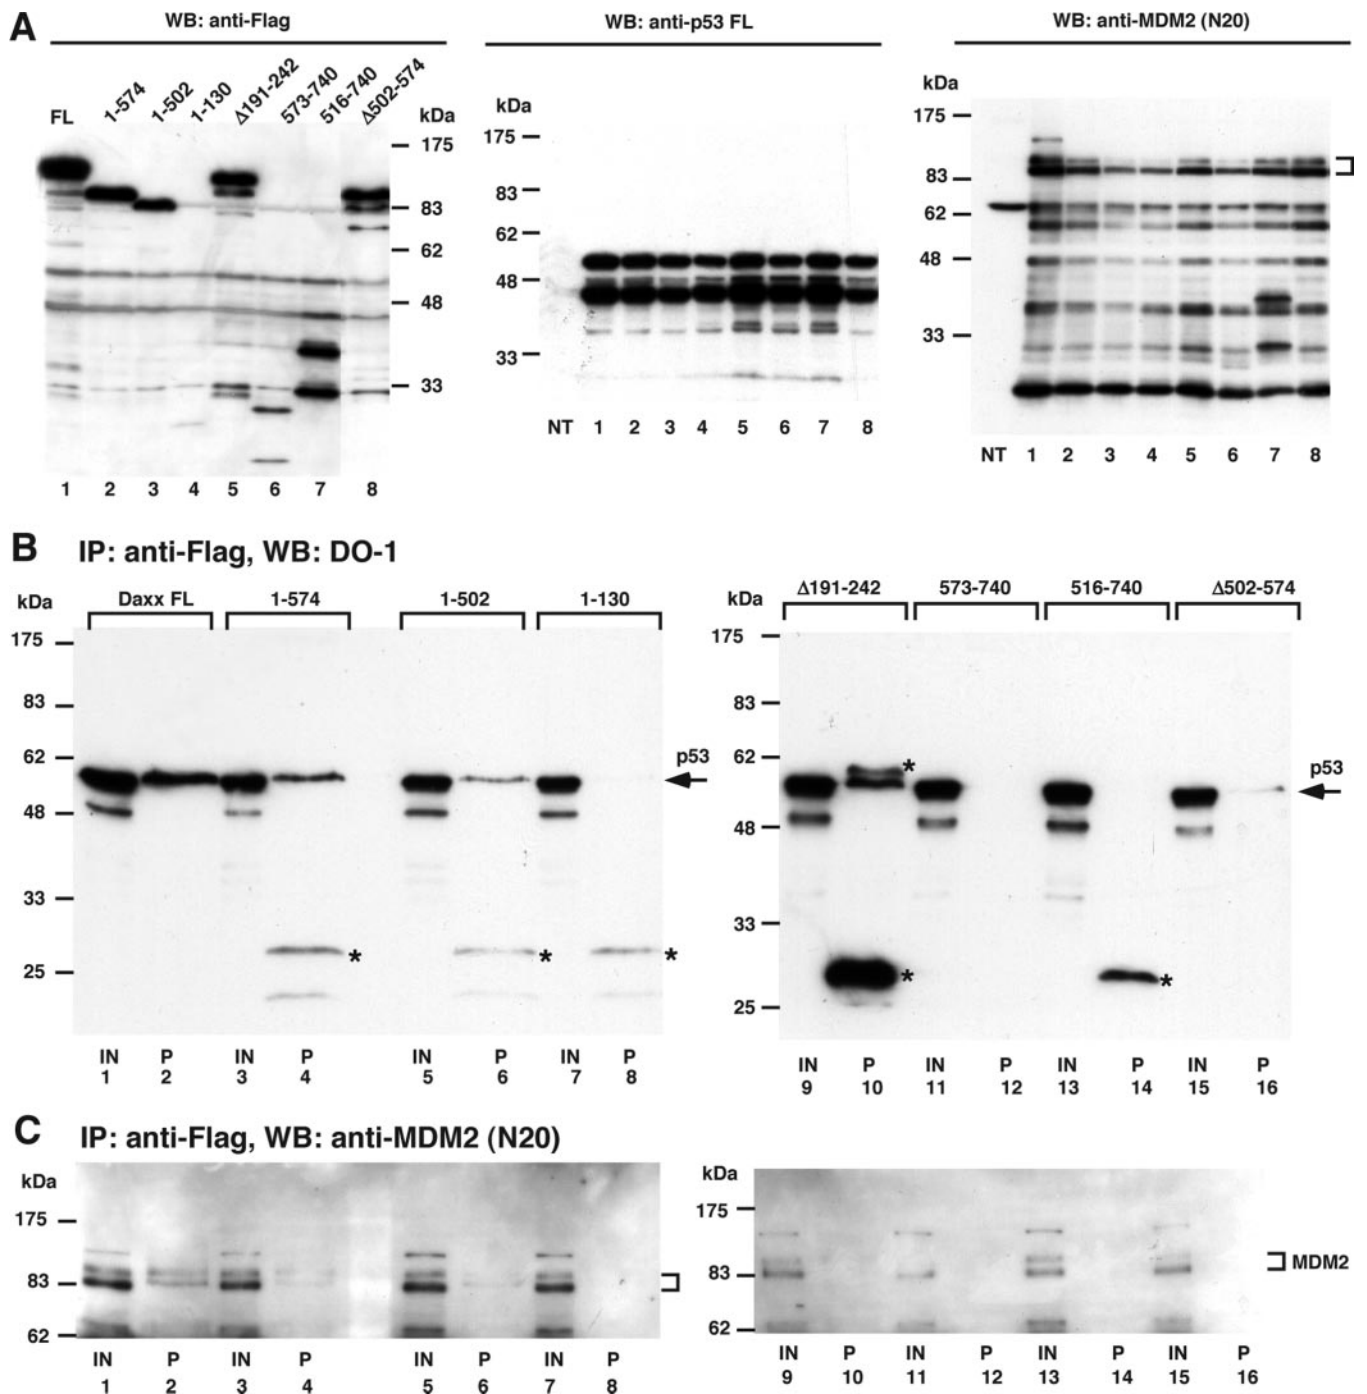 A
WB: anti-Flag
WB: anti-p53 FL
WB: anti-MDM2 (N20)
FL 1-574 1-502 1-130 Δ191-242 573-740 516-740 Δ502-574 kDa
175
83
62
48
33
1 2 3 4 5 6 7 8
kDa
175
83
62
48
33
NT 1 2 3 4 5 6 7 8
kDa
175
83
62
48
33
NT 1 2 3 4 5 6 7 8
B IP: anti-Flag, WB: DO-1
kDa Daxx FL 1-574 1-502 1-130
175
83
62
48
33
25
p53
*
*
*
IN P IN P IN P IN P
1 2 3 4 5 6 7 8
kDa Δ191-242 573-740 516-740 Δ502-574
175
83
62
48
33
25
p53
*
*
*
IN P IN P IN P IN P
9 10 11 12 13 14 15 16
C IP: anti-Flag, WB: anti-MDM2 (N20)
kDa
175
83
62
IN P IN P IN P IN P
1 2 3 4 5 6 7 8
kDa
175
83
62
MDM2
IN P IN P IN P IN P
9 10 11 12 13 14 15 16